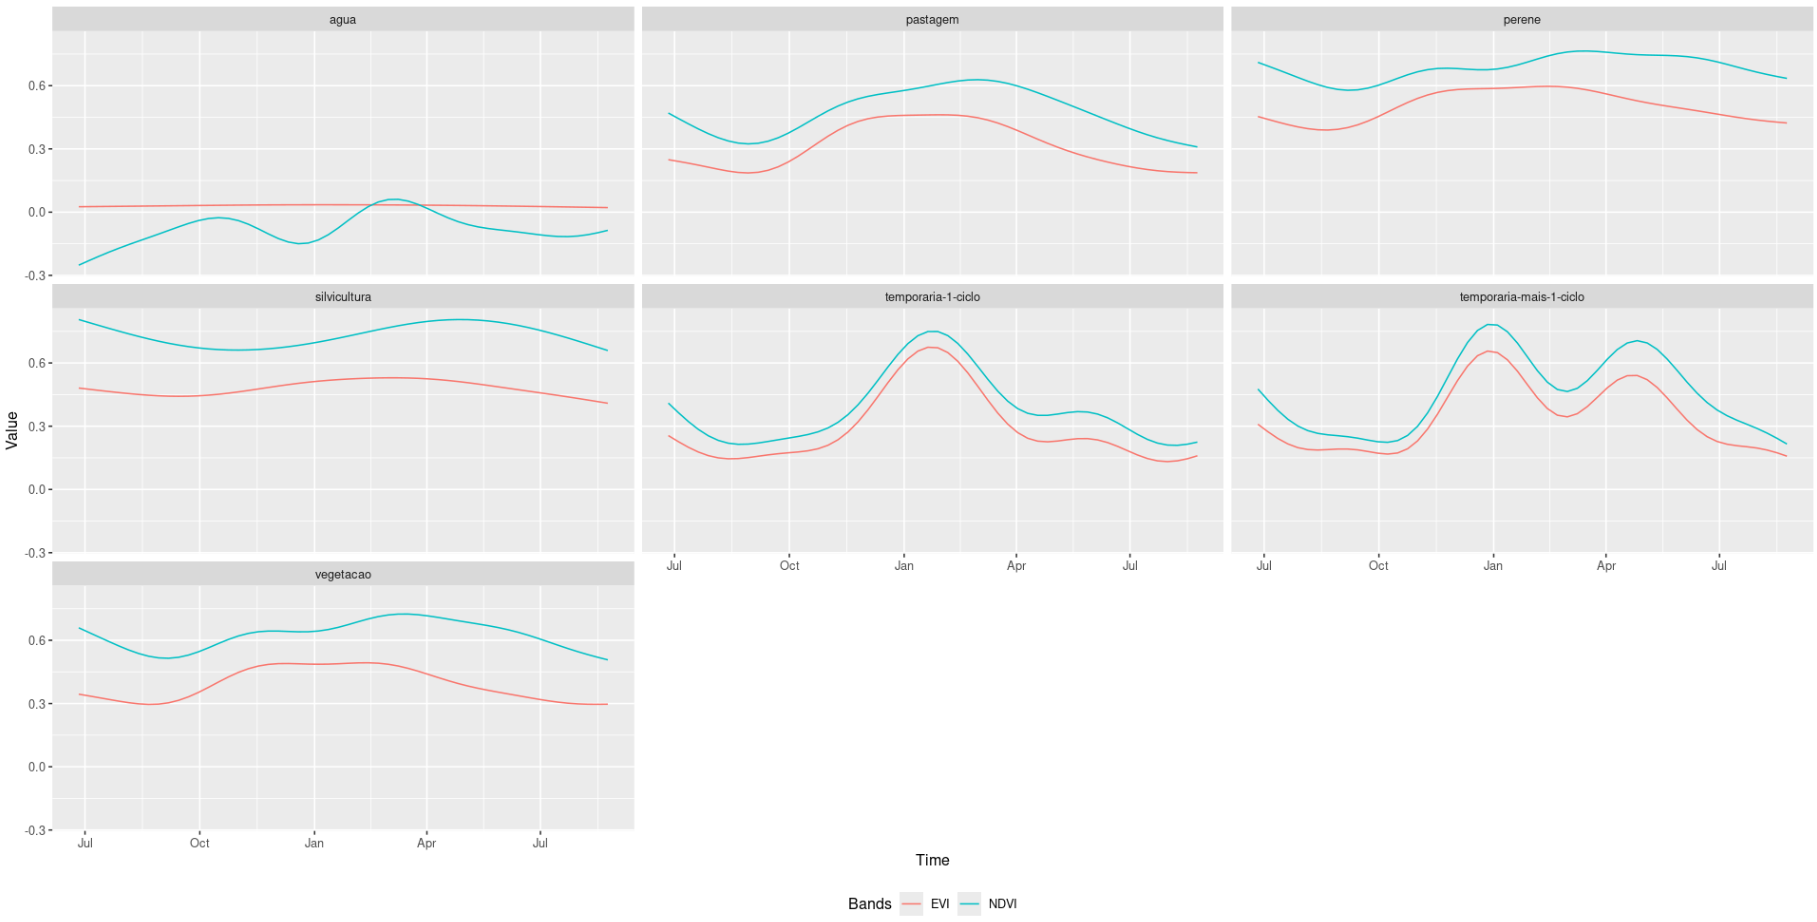 agua
pastagem
perene
0.6
0.3
0.0
-0.3
silvicultura
temporaria-1-ciclo
temporaria-mais-1-ciclo
0.6
0.3
0.0
-0.3
Jul Oct Jan Apr Jul
Jul Oct Jan Apr Jul
vegetacao
0.6
0.3
0.0
-0.3
Jul Oct Jan Apr Jul
Value
Time
Bands EVI NDVI